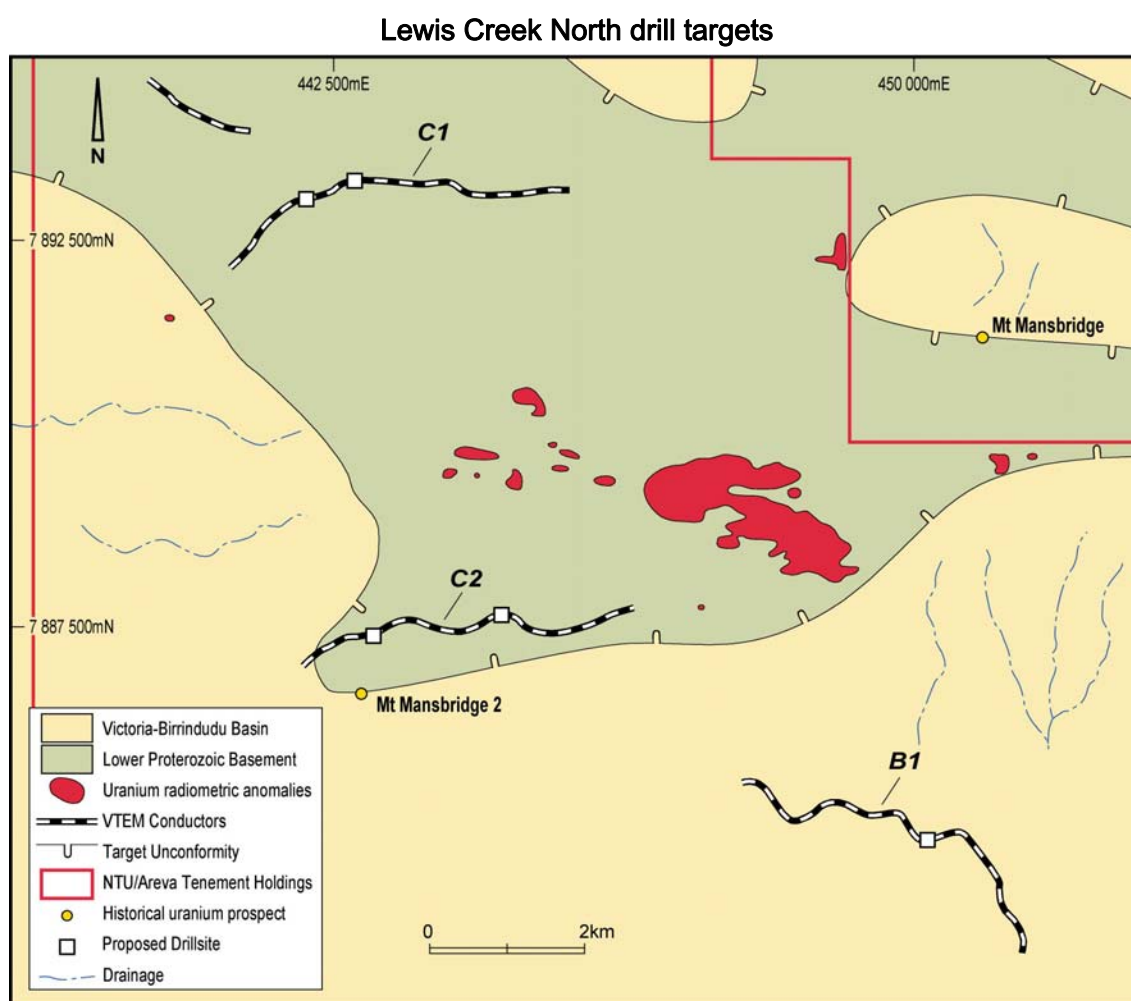 Lewis Creek North drill targets
442 500mE
450 000mE
N
C1
7 892 500mN
Mt Mansbridge
C2
7 887 500mN
Mt Mansbridge 2
B1
Victoria-Birrindudu Basin
Lower Proterozoic Basement
Uranium radiometric anomalies
VTEM Conductors
Target Unconformity
NTU/Areva Tenement Holdings
Historical uranium prospect
Proposed Drillsite
Drainage
0
2km